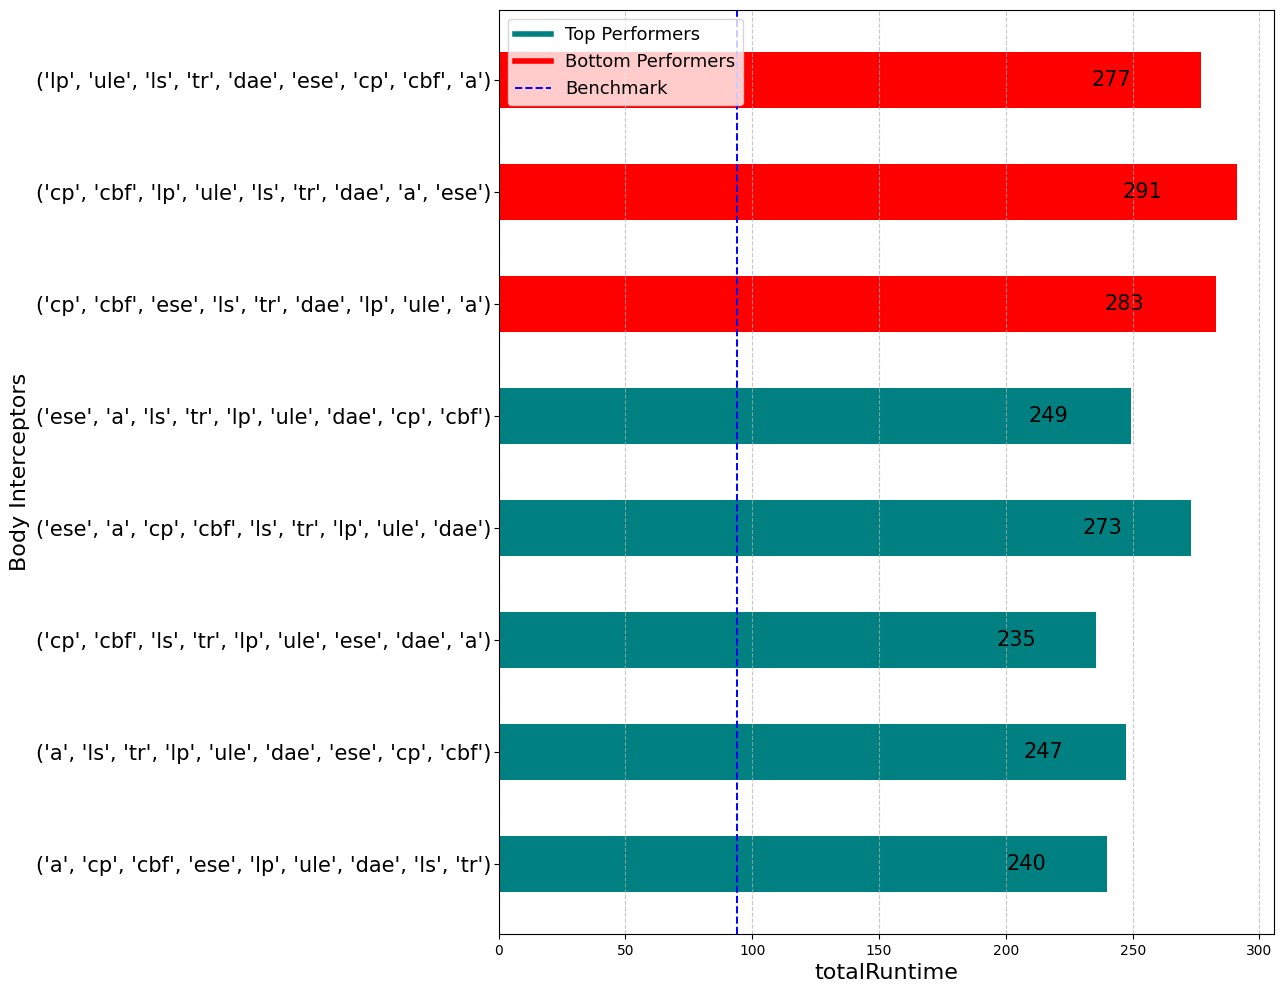 Top Performers
Bottom Performers
Benchmark
('lp', 'ule', 'ls', 'tr', 'dae', 'ese', 'cp', 'cbf', 'a')
277
('cp', 'cbf', 'lp', 'ule', 'ls', 'tr', 'dae', 'a', 'ese')
291
('cp', 'cbf', 'ese', 'ls', 'tr', 'dae', 'lp', 'ule', 'a')
283
('ese', 'a', 'ls', 'tr', 'lp', 'ule', 'dae', 'cp', 'cbf')
249
('ese', 'a', 'cp', 'cbf', 'ls', 'tr', 'lp', 'ule', 'dae')
273
('cp', 'cbf', 'ls', 'tr', 'lp', 'ule', 'ese', 'dae', 'a')
235
('a', 'ls', 'tr', 'lp', 'ule', 'dae', 'ese', 'cp', 'cbf')
247
('a', 'cp', 'cbf', 'ese', 'lp', 'ule', 'dae', 'ls', 'tr')
240
Body Interceptors
0 50 100 150 200 250 300
totalRuntime